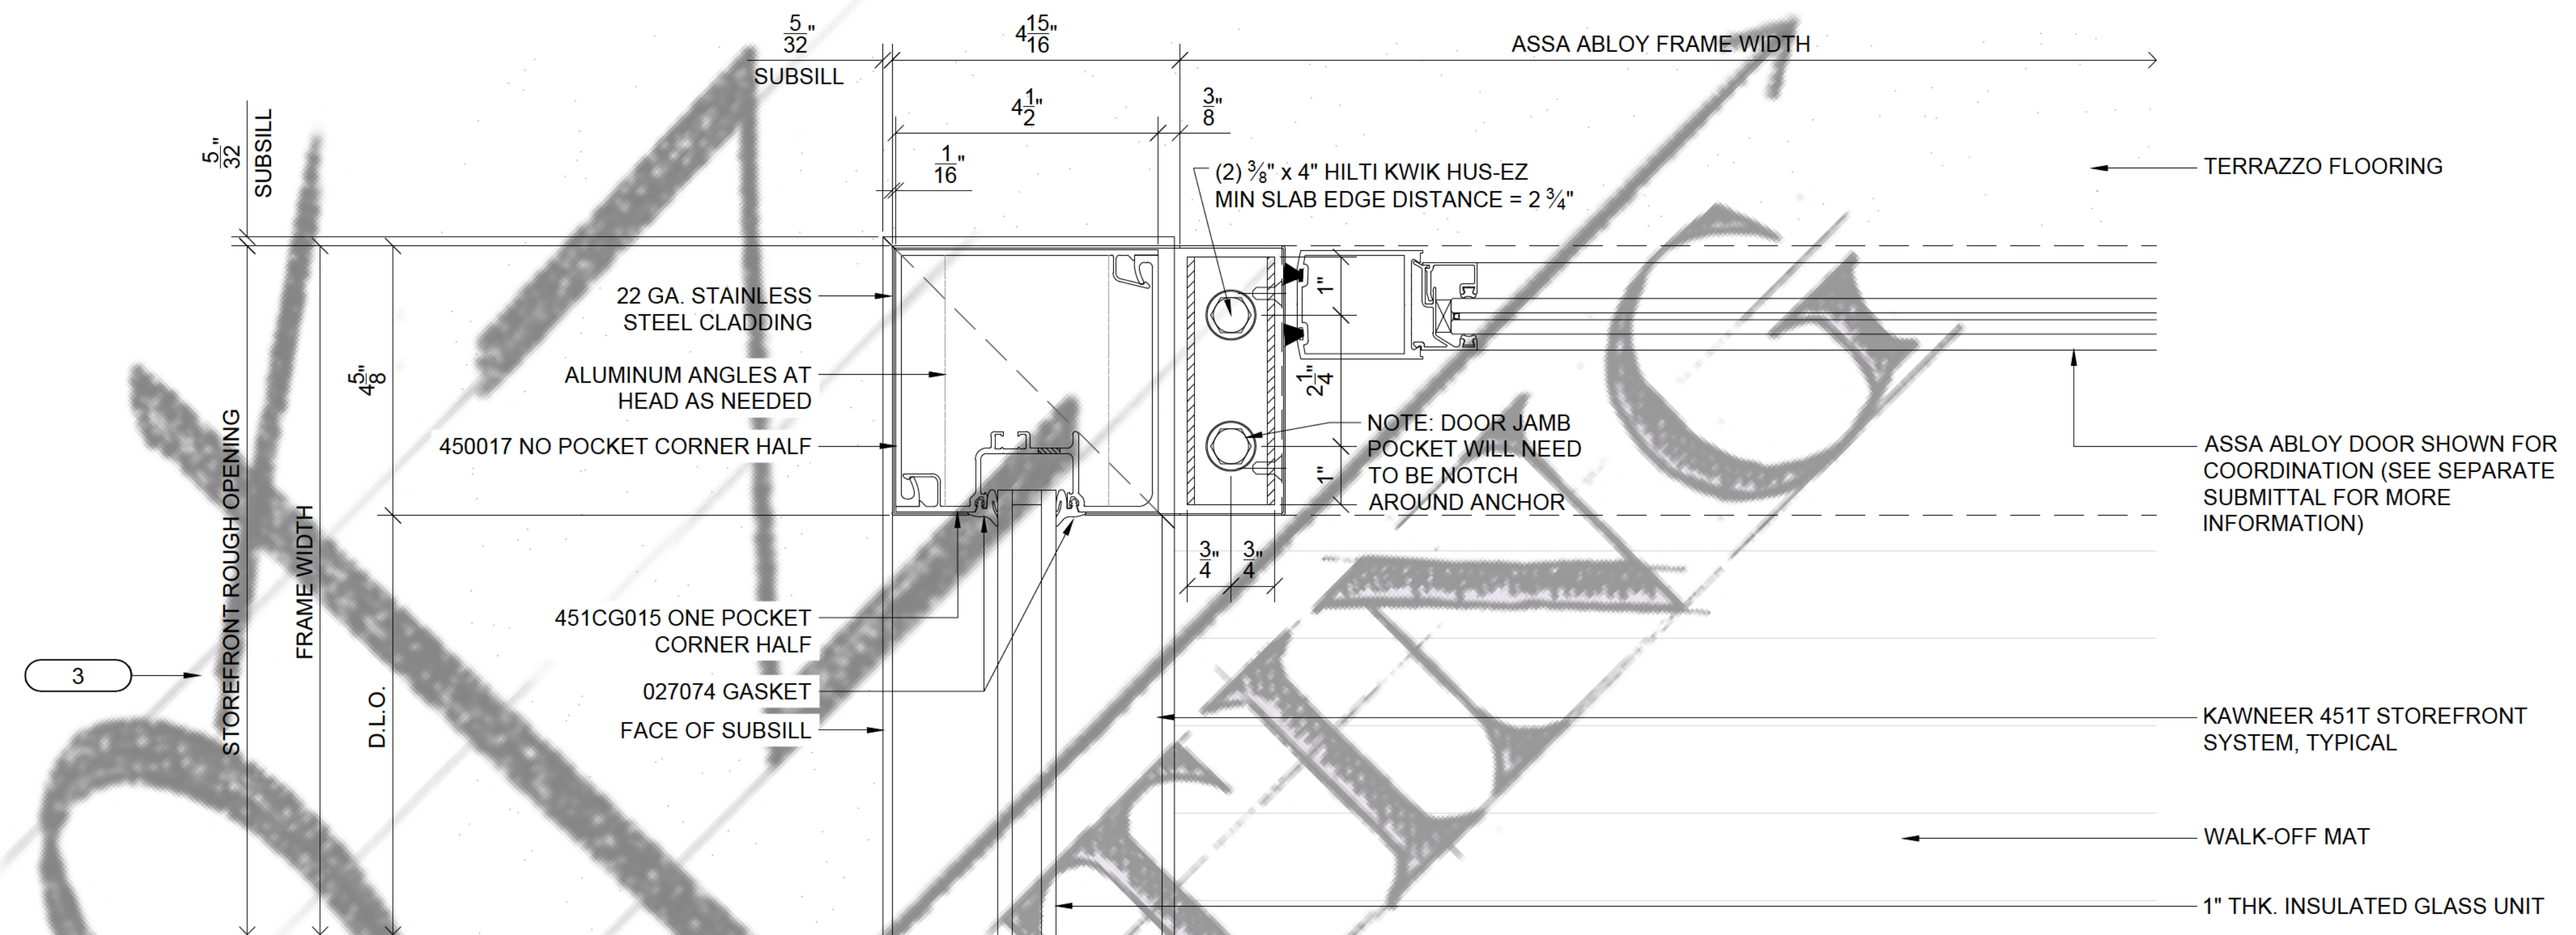 5/32"
SUBSILL
4 15/16"
ASSA ABLOY FRAME WIDTH
4 1/2"
3/8"
1/16"
5/32"
SUBSILL
(2) 3/8" x 4" HILTI KWIK HUS-EZ
MIN SLAB EDGE DISTANCE = 2 3/4"
TERRAZZO FLOORING
22 GA. STAINLESS
STEEL CLADDING
1"
4 5/8"
ALUMINUM ANGLES AT
HEAD AS NEEDED
2 1/4"
450017 NO POCKET CORNER HALF
NOTE: DOOR JAMB
POCKET WILL NEED
TO BE NOTCH
AROUND ANCHOR
1"
ASSA ABLOY DOOR SHOWN FOR
COORDINATION (SEE SEPARATE
SUBMITTAL FOR MORE
INFORMATION)
3/4"
3/4"
STOREFRONT ROUGH OPENING
FRAME WIDTH
D.L.O.
451CG015 ONE POCKET
CORNER HALF
3
027074 GASKET
FACE OF SUBSILL
KAWNEER 451T STOREFRONT
SYSTEM, TYPICAL
WALK-OFF MAT
1" THK. INSULATED GLASS UNIT